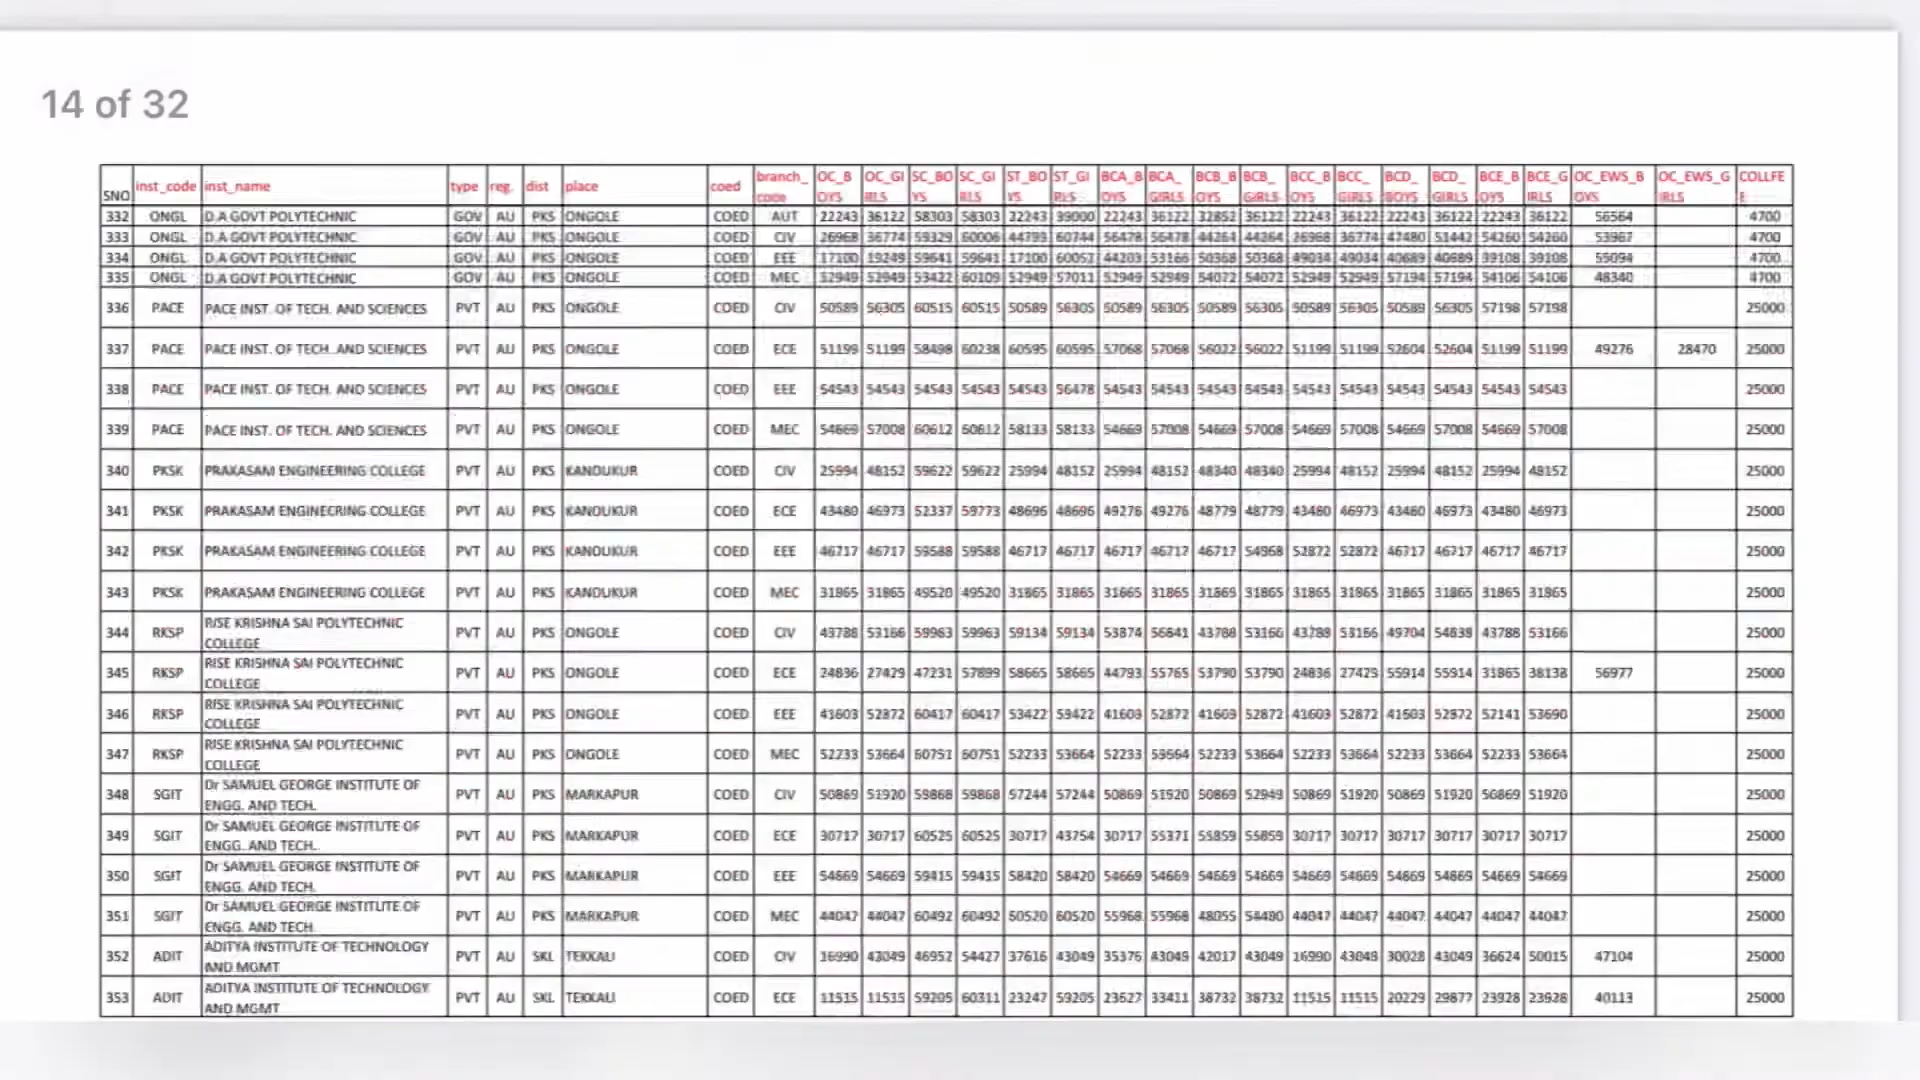 14 of 32
SNO inst_code inst_name type reg. dist place coed branch_code OC_BOYS OC_GIRLS SC_BOYS SC_GIRLS ST_BOYS ST_GIRLS BCA_BOYS BCA_GIRLS BCB_BOYS BCB_GIRLS BCC_BOYS BCC_GIRLS BCD_BOYS BCD_GIRLS BCE_BOYS BCE_GIRLS OC_EWS_BOYS OC_EWS_GIRLS COLLFEE
332 ONGL D.A GOVT POLYTECHNIC GOV AU PKS ONGOLE COED AUT 22243 36122 58303 58303 22243 39000 22243 36122 32852 36122 22243 36122 22243 36122 22243 36122 56564 4700
333 ONGL D.A GOVT POLYTECHNIC GOV AU PKS ONGOLE COED CIV 26968 36774 59329 60006 44799 60744 56478 56478 44264 44264 26968 36774 47480 51442 54260 54260 53967 4700
334 ONGL D.A GOVT POLYTECHNIC GOV AU PKS ONGOLE COED EEE 17100 19249 59641 59641 17100 60052 44203 53166 50368 50368 49034 49034 40689 40689 39108 39108 55094 4700
335 ONGL D.A GOVT POLYTECHNIC GOV AU PKS ONGOLE COED MEC 52949 52949 53422 60109 52949 57011 52949 52949 54072 54072 52949 52949 57194 57194 54106 54106 48340 4700
336 PACE PACE INST. OF TECH. AND SCIENCES PVT AU PKS ONGOLE COED CIV 50589 56305 60515 60515 50589 56305 50589 56305 50589 56305 50589 56305 50589 56305 57198 57198 25000
337 PACE PACE INST. OF TECH. AND SCIENCES PVT AU PKS ONGOLE COED ECE 51199 51199 58498 60238 60595 60595 57068 57068 56022 56022 51199 51199 52604 52604 51199 51199 49276 28470 25000
338 PACE PACE INST. OF TECH. AND SCIENCES PVT AU PKS ONGOLE COED EEE 54543 54543 54543 54543 54543 56478 54543 54543 54543 54543 54543 54543 54543 54543 54543 54543 25000
339 PACE PACE INST. OF TECH. AND SCIENCES PVT AU PKS ONGOLE COED MEC 54669 57008 60612 60612 58133 58133 54669 57008 54669 57008 54669 57008 54669 57008 54669 57008 25000
340 PKSK PRAKASAM ENGINEERING COLLEGE PVT AU PKS KANDUKUR COED CIV 25994 48152 59622 59622 25994 48152 25994 48152 48340 48340 25994 48152 25994 48152 25994 48152 25000
341 PKSK PRAKASAM ENGINEERING COLLEGE PVT AU PKS KANDUKUR COED ECE 43480 46973 52337 59773 48696 48696 49276 49276 48779 48779 43480 46973 43480 46973 43480 46973 25000
342 PKSK PRAKASAM ENGINEERING COLLEGE PVT AU PKS KANDUKUR COED EEE 46717 46717 59588 59588 46717 46717 46717 46717 46717 54968 52872 52872 46717 46717 46717 46717 25000
343 PKSK PRAKASAM ENGINEERING COLLEGE PVT AU PKS KANDUKUR COED MEC 31865 31865 49520 49520 31865 31865 31865 31865 31865 31865 31865 31865 31865 31865 31865 31865 25000
344 RKSP RISE KRISHNA SAI POLYTECHNIC COLLEGE PVT AU PKS ONGOLE COED CIV 43788 53166 59963 59963 59134 59134 53874 56841 43788 53166 43788 53166 49704 54838 43788 53166 25000
345 RKSP RISE KRISHNA SAI POLYTECHNIC COLLEGE PVT AU PKS ONGOLE COED ECE 24836 27429 47231 57899 58665 58665 44793 55765 53790 53790 24836 27429 55914 55914 31865 38138 56977 25000
346 RKSP RISE KRISHNA SAI POLYTECHNIC COLLEGE PVT AU PKS ONGOLE COED EEE 41603 52872 60417 60417 53422 59422 41603 52872 41603 52872 41603 52872 41603 52872 52141 53690 25000
347 RKSP RISE KRISHNA SAI POLYTECHNIC COLLEGE PVT AU PKS ONGOLE COED MEC 52233 53664 60751 60751 52233 53664 52233 53664 52233 53664 52233 53664 52233 53664 52233 53664 25000
348 SGIT Dr SAMUEL GEORGE INSTITUTE OF ENGG. AND TECH. PVT AU PKS MARKAPUR COED CIV 50869 51920 59868 59868 57244 57244 50869 51920 50869 52949 50869 51920 50869 51920 50869 51920 25000
349 SGIT Dr SAMUEL GEORGE INSTITUTE OF ENGG. AND TECH. PVT AU PKS MARKAPUR COED ECE 30717 30717 60525 60525 30717 43754 30717 55371 55859 55859 30717 30717 30717 30717 30717 30717 25000
350 SGIT Dr SAMUEL GEORGE INSTITUTE OF ENGG. AND TECH. PVT AU PKS MARKAPUR COED EEE 54669 54669 59415 59415 58420 58420 54669 54669 54669 54669 54669 54669 54669 54669 54669 54669 25000
351 SGIT Dr SAMUEL GEORGE INSTITUTE OF ENGG. AND TECH. PVT AU PKS MARKAPUR COED MEC 44047 44047 60492 60492 50520 60520 55968 55968 48055 54480 44047 44047 44047 44047 44047 44047 25000
352 ADIT ADITYA INSTITUTE OF TECHNOLOGY AND MGMT PVT AU SKL TEKKALI COED CIV 16990 43049 46952 54427 37616 43049 35376 43049 42017 43049 16990 43049 30028 43049 36624 50015 47104 25000
353 ADIT ADITYA INSTITUTE OF TECHNOLOGY AND MGMT PVT AU SKL TEKKALI COED ECE 11515 11535 59205 60311 23247 59205 23627 33411 38732 38732 11515 11515 20229 29877 23928 23928 40113 25000